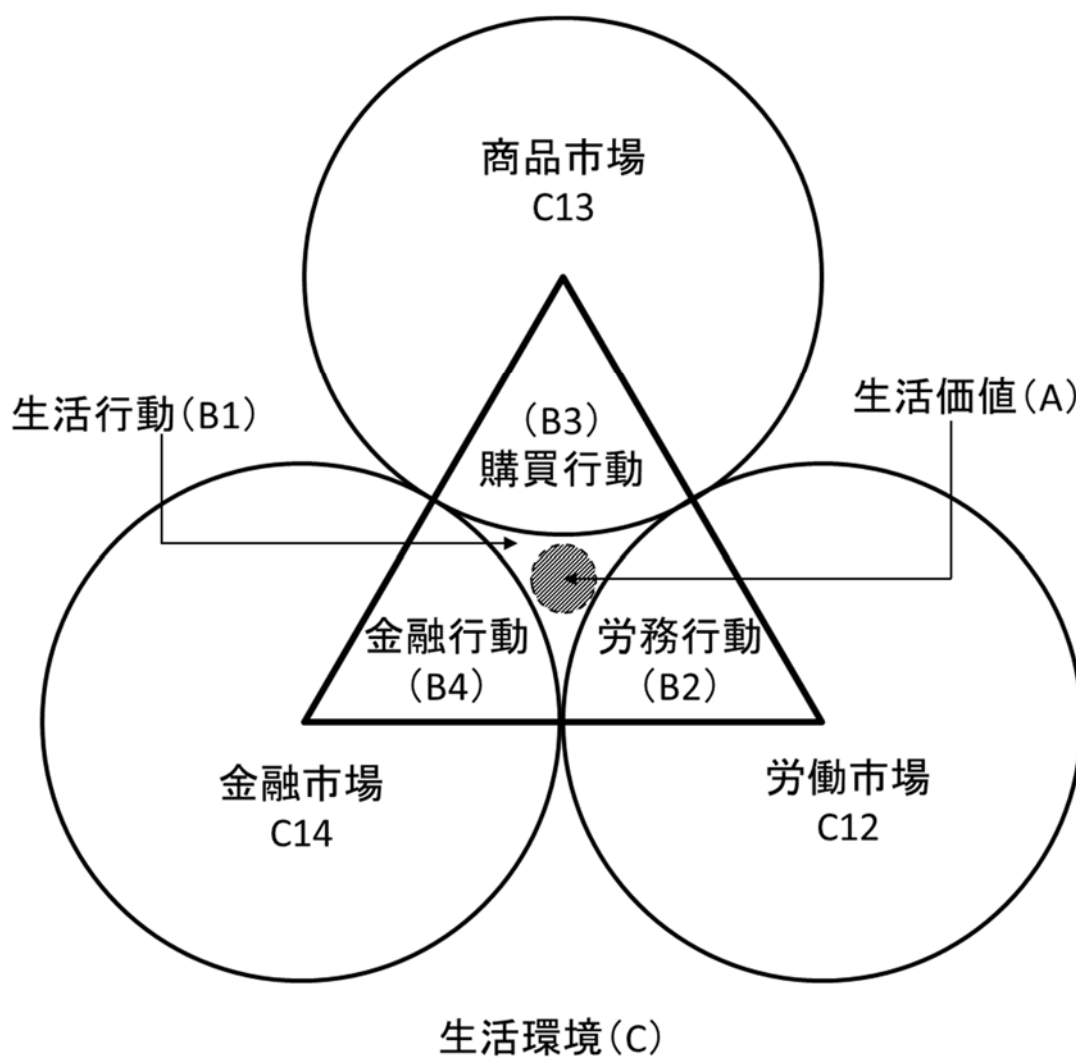 商品市場
C13
生活行動(B1)
生活価値(A)
(B3)
購買行動
金融行動
(B4)
労務行動
(B2)
金融市場
C14
労働市場
C12
生活環境(C)